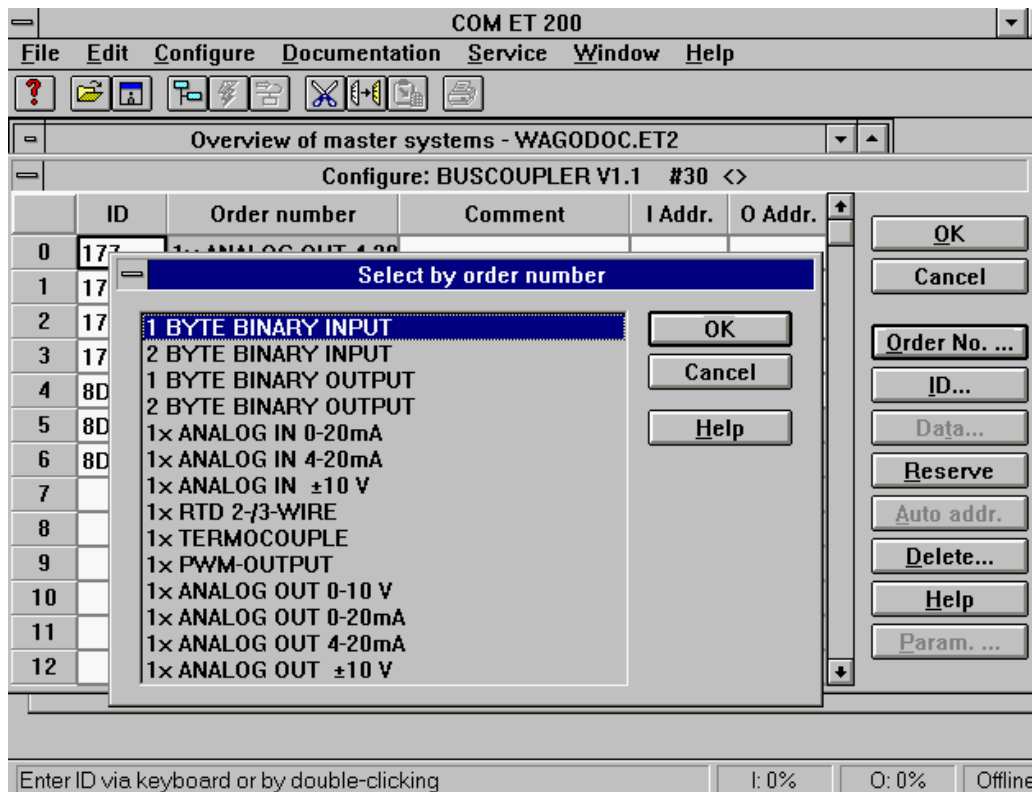 COM ET 200
File Edit Configure Documentation Service Window Help
Overview of master systems - WAGODOC.ET2
Configure: BUSCOUPLER V1.1 #30 <>
ID Order number Comment I Addr. O Addr.
0 177
1 17
2 17
3 17
4 8D
5 8D
6 8D
7
8
9
10
11
12
Select by order number
1 BYTE BINARY INPUT
2 BYTE BINARY INPUT
1 BYTE BINARY OUTPUT
2 BYTE BINARY OUTPUT
1x ANALOG IN 0-20mA
1x ANALOG IN 4-20mA
1x ANALOG IN ±10 V
1x RTD 2-/3-WIRE
1x TERMOCOUPLE
1x PWM-OUTPUT
1x ANALOG OUT 0-10 V
1x ANALOG OUT 0-20mA
1x ANALOG OUT 4-20mA
1x ANALOG OUT ±10 V
OK
Cancel
Help
OK
Cancel
Order No. ...
ID...
Data...
Reserve
Auto addr.
Delete...
Help
Param. ...
Enter ID via keyboard or by double-clicking I: 0% O: 0% Offline